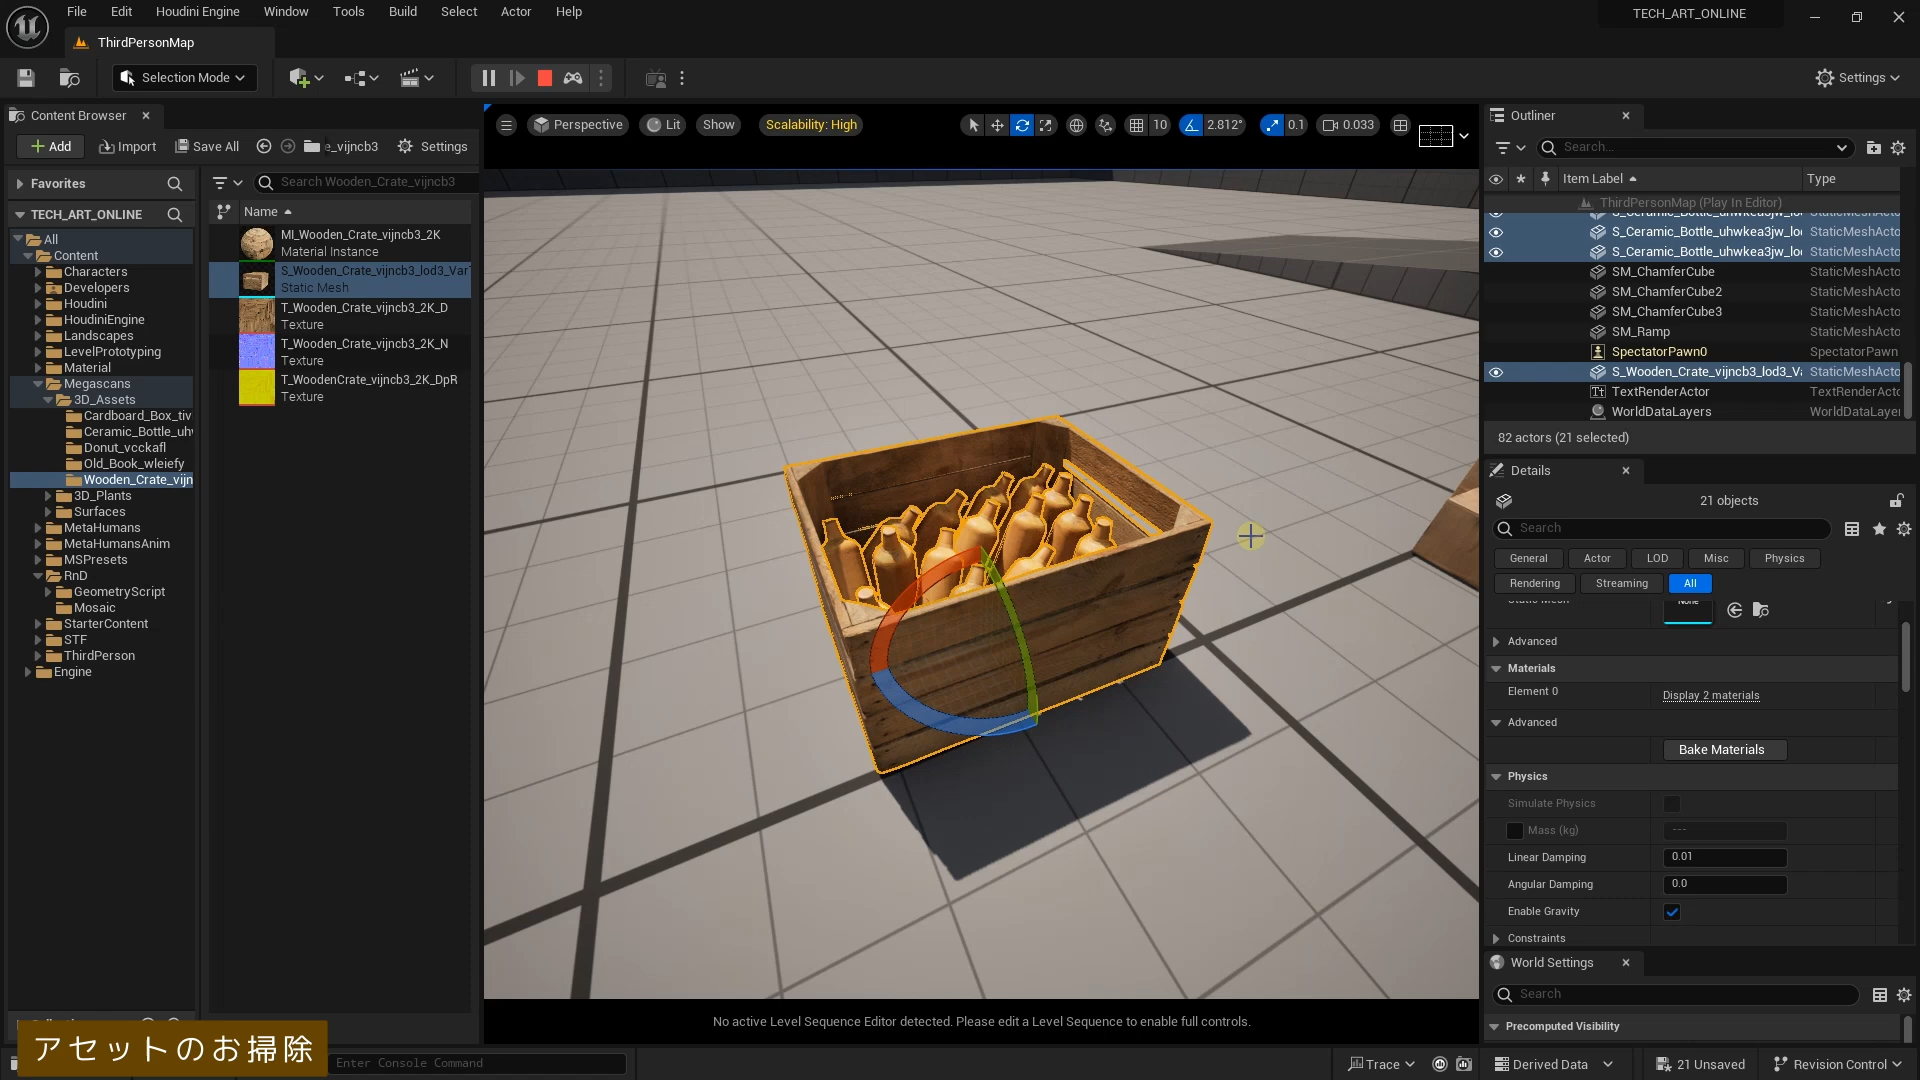 File Edit Houdini Engine Window Tools Build Select Actor Help
TECH_ART_ONLINE
ThirdPersonMap
Selection Mode
Settings
Content Browser
Add Import Save All e_vijncb3 Settings
Favorites
Search Wooden_Crate_vijncb3
TECH_ART_ONLINE
Name
All
Content
Characters
Developers
Houdini
HoudiniEngine
Landscapes
LevelPrototyping
Material
Megascans
3D_Assets
Cardboard_Box_tiv
Ceramic_Bottle_uhv
Donut_vcckafl
Old_Book_wleiefy
Wooden_Crate_vijn
3D_Plants
Surfaces
MetaHumans
MetaHumansAnim
MSPresets
RnD
GeometryScript
Mosaic
StarterContent
STF
ThirdPerson
Engine
MI_Wooden_Crate_vijncb3_2K
Material Instance
S_Wooden_Crate_vijncb3_lod3_Var
Static Mesh
T_Wooden_Crate_vijncb3_2K_D
Texture
T_Wooden_Crate_vijncb3_2K_N
Texture
T_WoodenCrate_vijncb3_2K_DpR
Texture
Perspective Lit Show Scalability: High 10 2.812° 0.1 0.033
No active Level Sequence Editor detected. Please edit a Level Sequence to enable full controls.
Outliner
Search...
Item Label Type
ThirdPersonMap (Play In Editor)
S_Ceramic_Bottle_uhwkea3jw_lo StaticMeshActo
S_Ceramic_Bottle_uhwkea3jw_lo StaticMeshActo
S_Ceramic_Bottle_uhwkea3jw_lo StaticMeshActo
SM_ChamferCube StaticMeshActo
SM_ChamferCube2 StaticMeshActo
SM_ChamferCube3 StaticMeshActo
SM_Ramp StaticMeshActo
SpectatorPawn0 SpectatorPawn
S_Wooden_Crate_vijncb3_lod3_Va StaticMeshActo
TextRenderActor TextRenderActo
WorldDataLayers WorldDataLayer
82 actors (21 selected)
Details
21 objects
Search
General Actor LOD Misc Physics
Rendering Streaming All
Static Mesh None
Advanced
Materials
Element 0 Display 2 materials
Advanced
Bake Materials
Physics
Simulate Physics
Mass (kg) ---
Linear Damping 0.01
Angular Damping 0.0
Enable Gravity
Constraints
World Settings
Search
Precomputed Visibility
アセットのお掃除
Enter Console Command
Trace Derived Data 21 Unsaved Revision Control